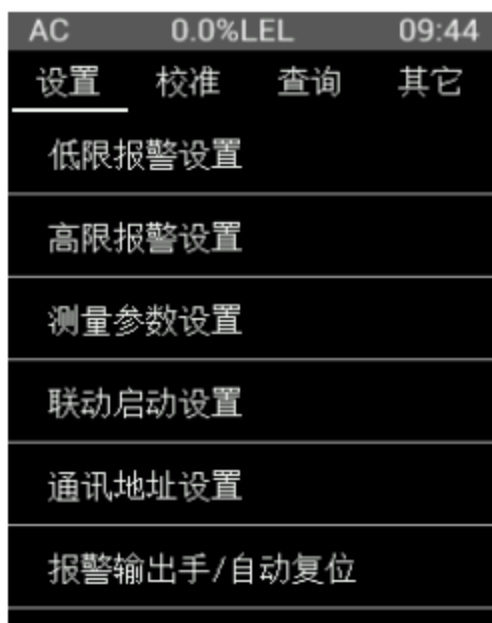 AC 0.0%LEL 09:44
设置 校准 查询 其它
低限报警设置
高限报警设置
测量参数设置
联动启动设置
通讯地址设置
报警输出手/自动复位